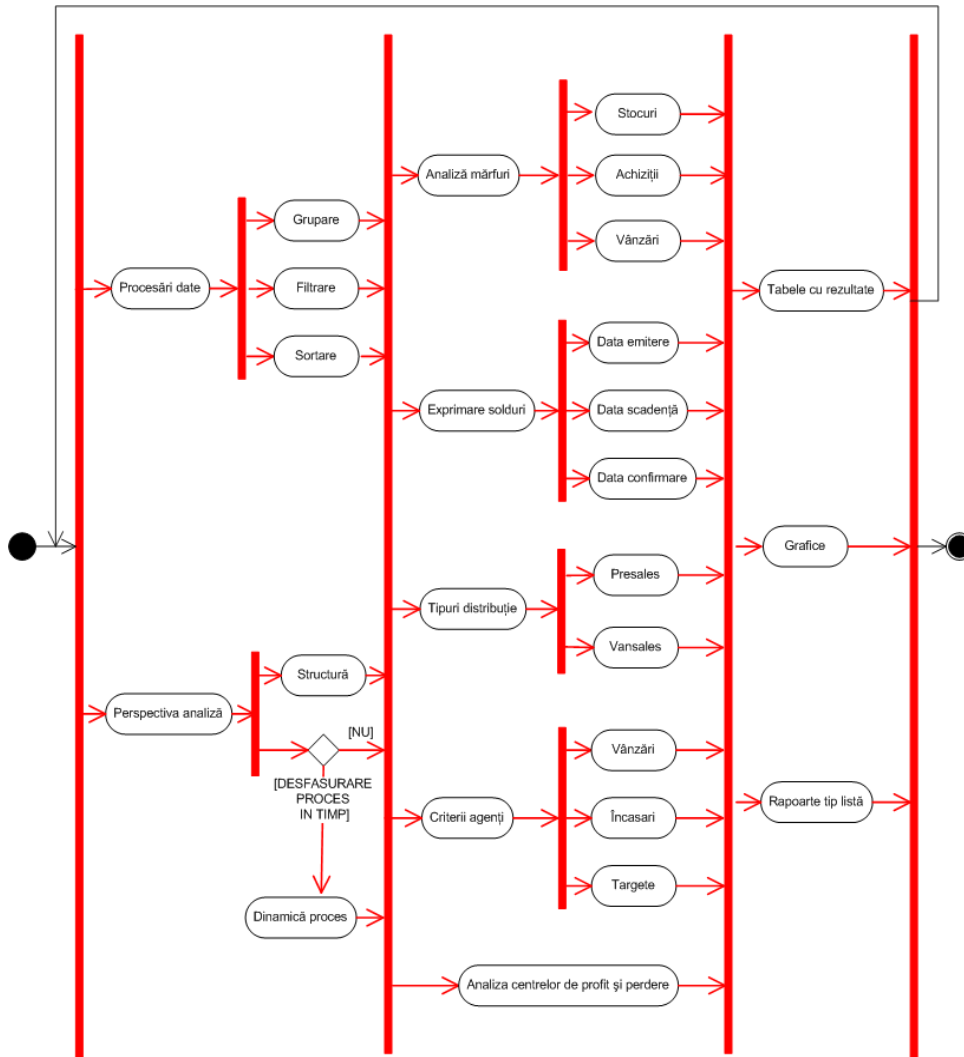 Procesări date
Grupare
Filtrare
Sortare
Perspectiva analiză
Structură
[NU]
[DESFASURARE
PROCES
IN TIMP]
Dinamică proces
Analiză mărfuri
Stocuri
Achiziții
Vânzări
Exprimare solduri
Data emitere
Data scadență
Data confirmare
Tipuri distribuție
Presales
Vansales
Criterii agenți
Vânzări
Încasari
Targete
Analiza centrelor de profit și perdere
Tabele cu rezultate
Grafice
Rapoarte tip listă